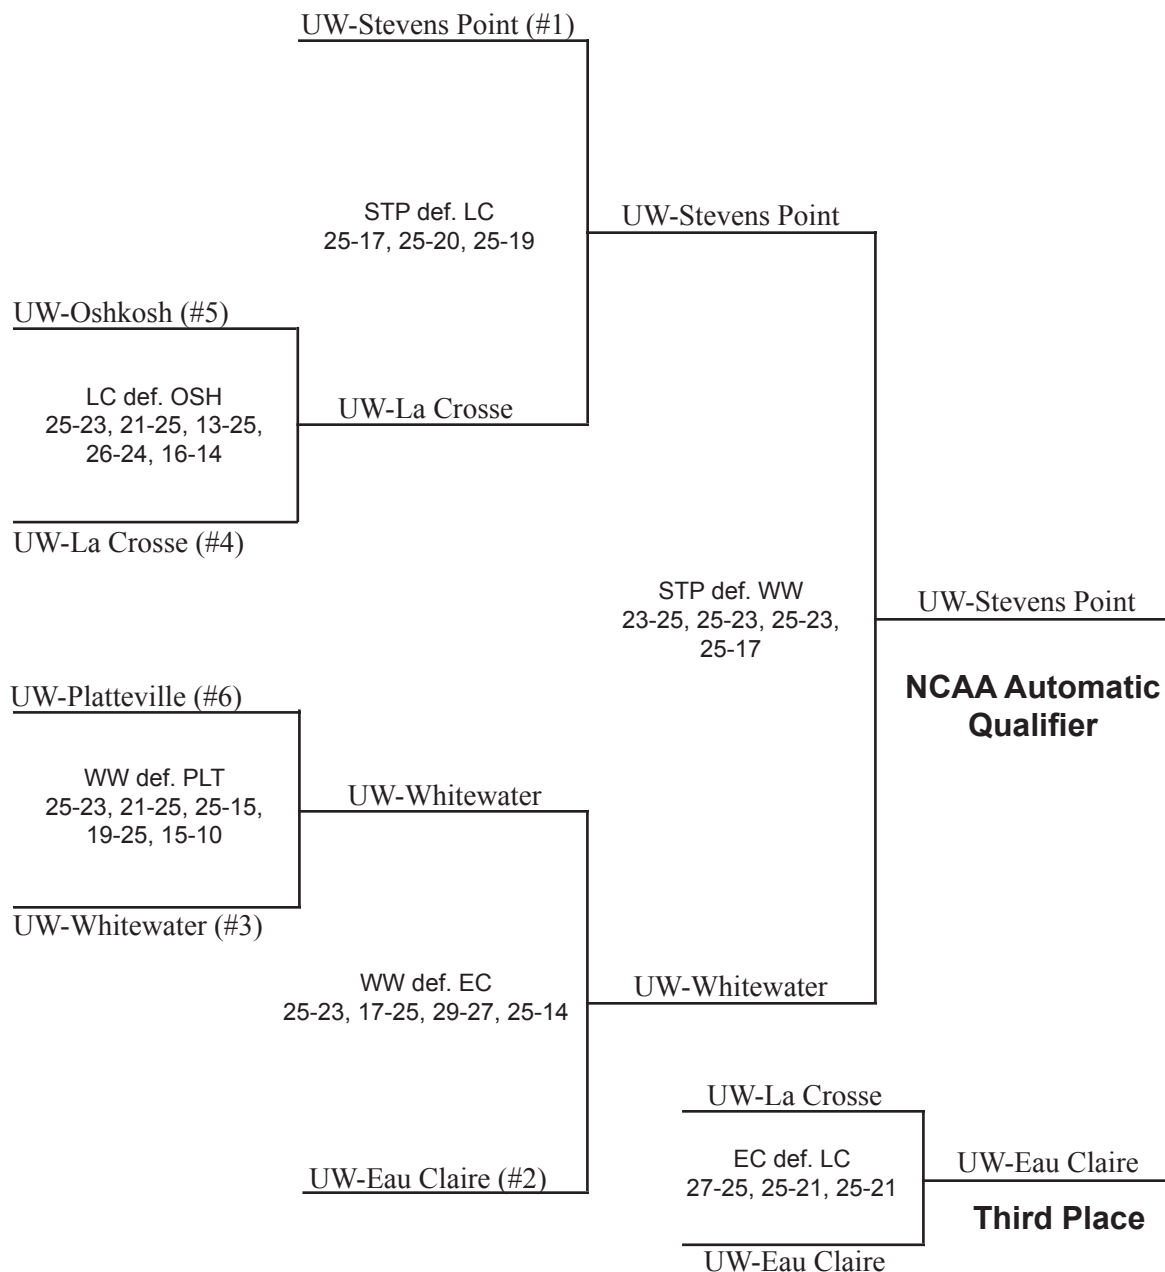 UW-Stevens Point (#1)
STP def. LC
25-17, 25-20, 25-19
UW-Stevens Point
UW-Oshkosh (#5)
LC def. OSH
25-23, 21-25, 13-25,
26-24, 16-14
UW-La Crosse
UW-La Crosse (#4)
STP def. WW
23-25, 25-23, 25-23,
25-17
UW-Stevens Point
NCAA Automatic
Qualifier
UW-Platteville (#6)
WW def. PLT
25-23, 21-25, 25-15,
19-25, 15-10
UW-Whitewater
UW-Whitewater (#3)
WW def. EC
25-23, 17-25, 29-27, 25-14
UW-Whitewater
UW-Eau Claire (#2)
UW-La Crosse
EC def. LC
27-25, 25-21, 25-21
UW-Eau Claire
Third Place
UW-Eau Claire